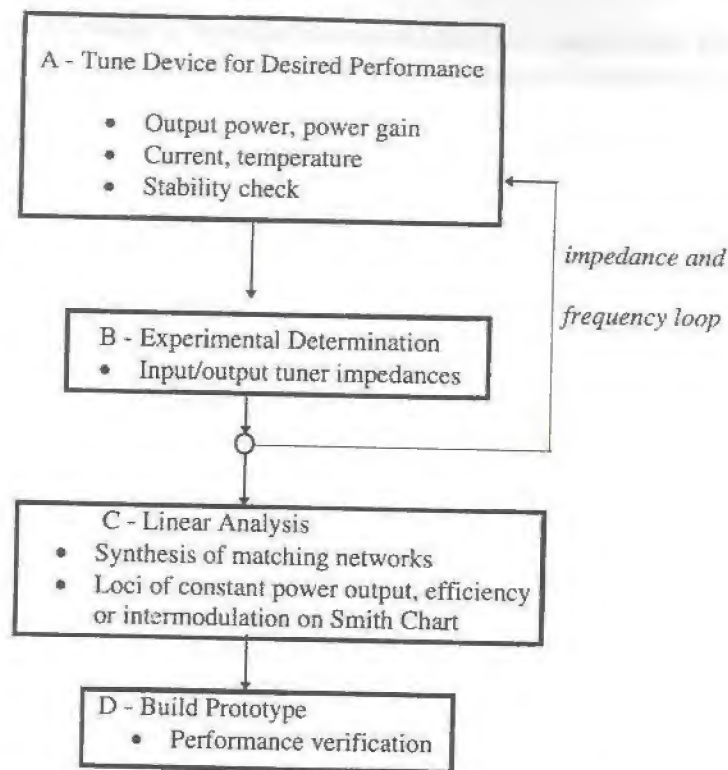 A - Tune Device for Desired Performance
• Output power, power gain
• Current, temperature
• Stability check
impedance and
frequency loop
B - Experimental Determination
• Input/output tuner impedances
C - Linear Analysis
• Synthesis of matching networks
• Loci of constant power output, efficiency
or intermodulation on Smith Chart
D - Build Prototype
• Performance verification